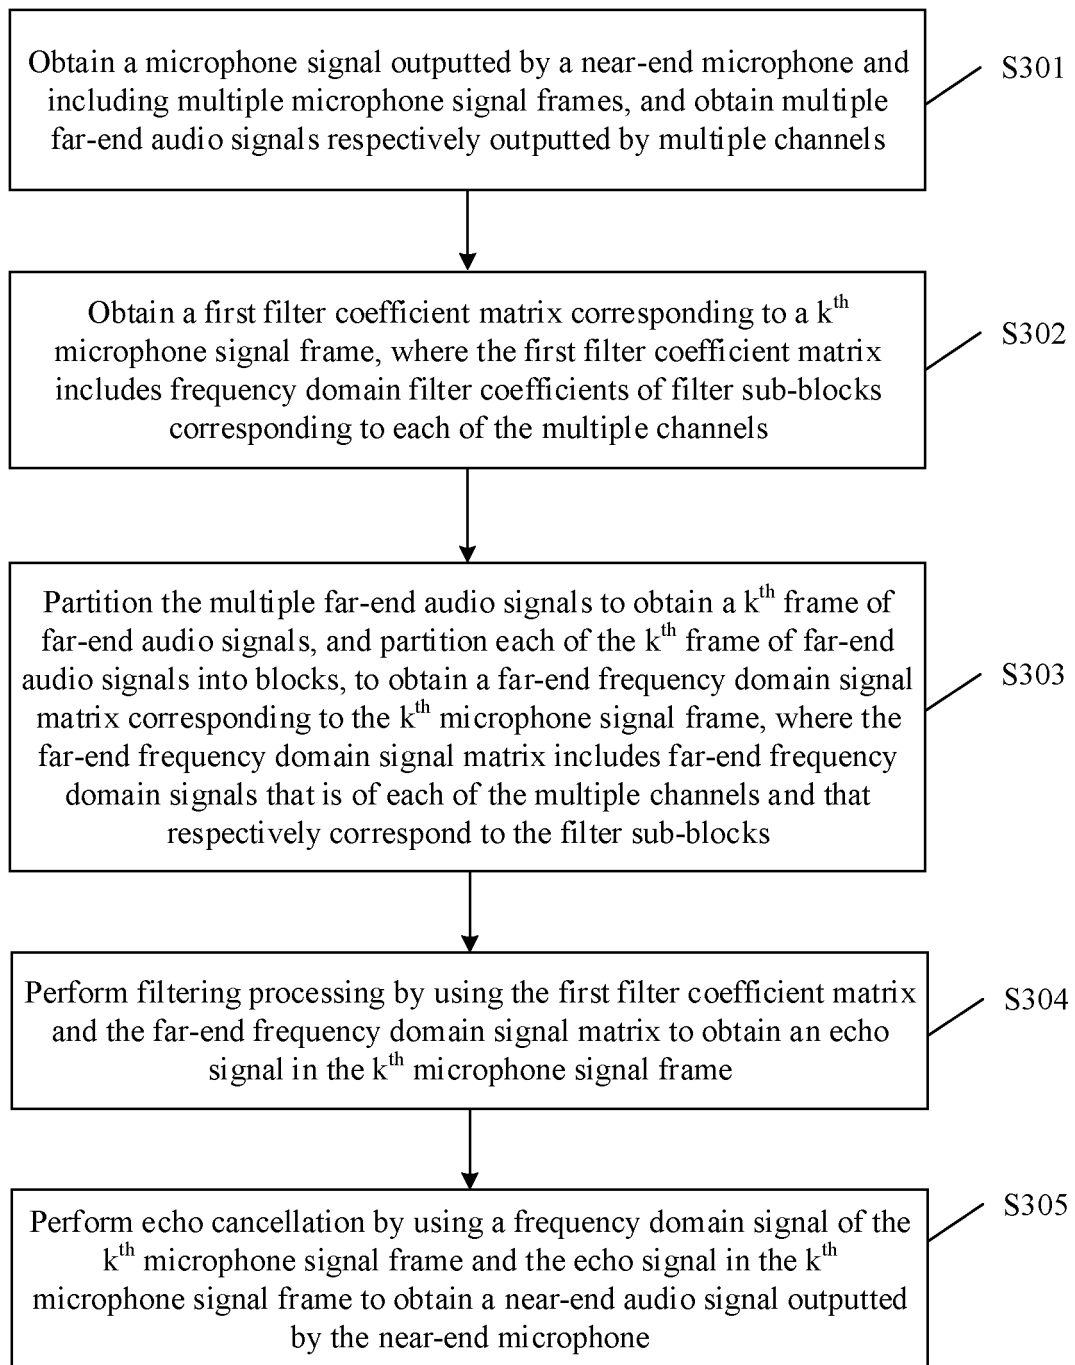 Obtain a microphone signal outputted by a near-end microphone and
including multiple microphone signal frames, and obtain multiple
far-end audio signals respectively outputted by multiple channels
S301
Obtain a first filter coefficient matrix corresponding to a kth
microphone signal frame, where the first filter coefficient matrix
includes frequency domain filter coefficients of filter sub-blocks
corresponding to each of the multiple channels
S302
Partition the multiple far-end audio signals to obtain a kth frame of
far-end audio signals, and partition each of the kth frame of far-end
audio signals into blocks, to obtain a far-end frequency domain signal
matrix corresponding to the kth microphone signal frame, where the
far-end frequency domain signal matrix includes far-end frequency
domain signals that is of each of the multiple channels and that
respectively correspond to the filter sub-blocks
S303
Perform filtering processing by using the first filter coefficient matrix
and the far-end frequency domain signal matrix to obtain an echo
signal in the kth microphone signal frame
S304
Perform echo cancellation by using a frequency domain signal of the
kth microphone signal frame and the echo signal in the kth
microphone signal frame to obtain a near-end audio signal outputted
by the near-end microphone
S305